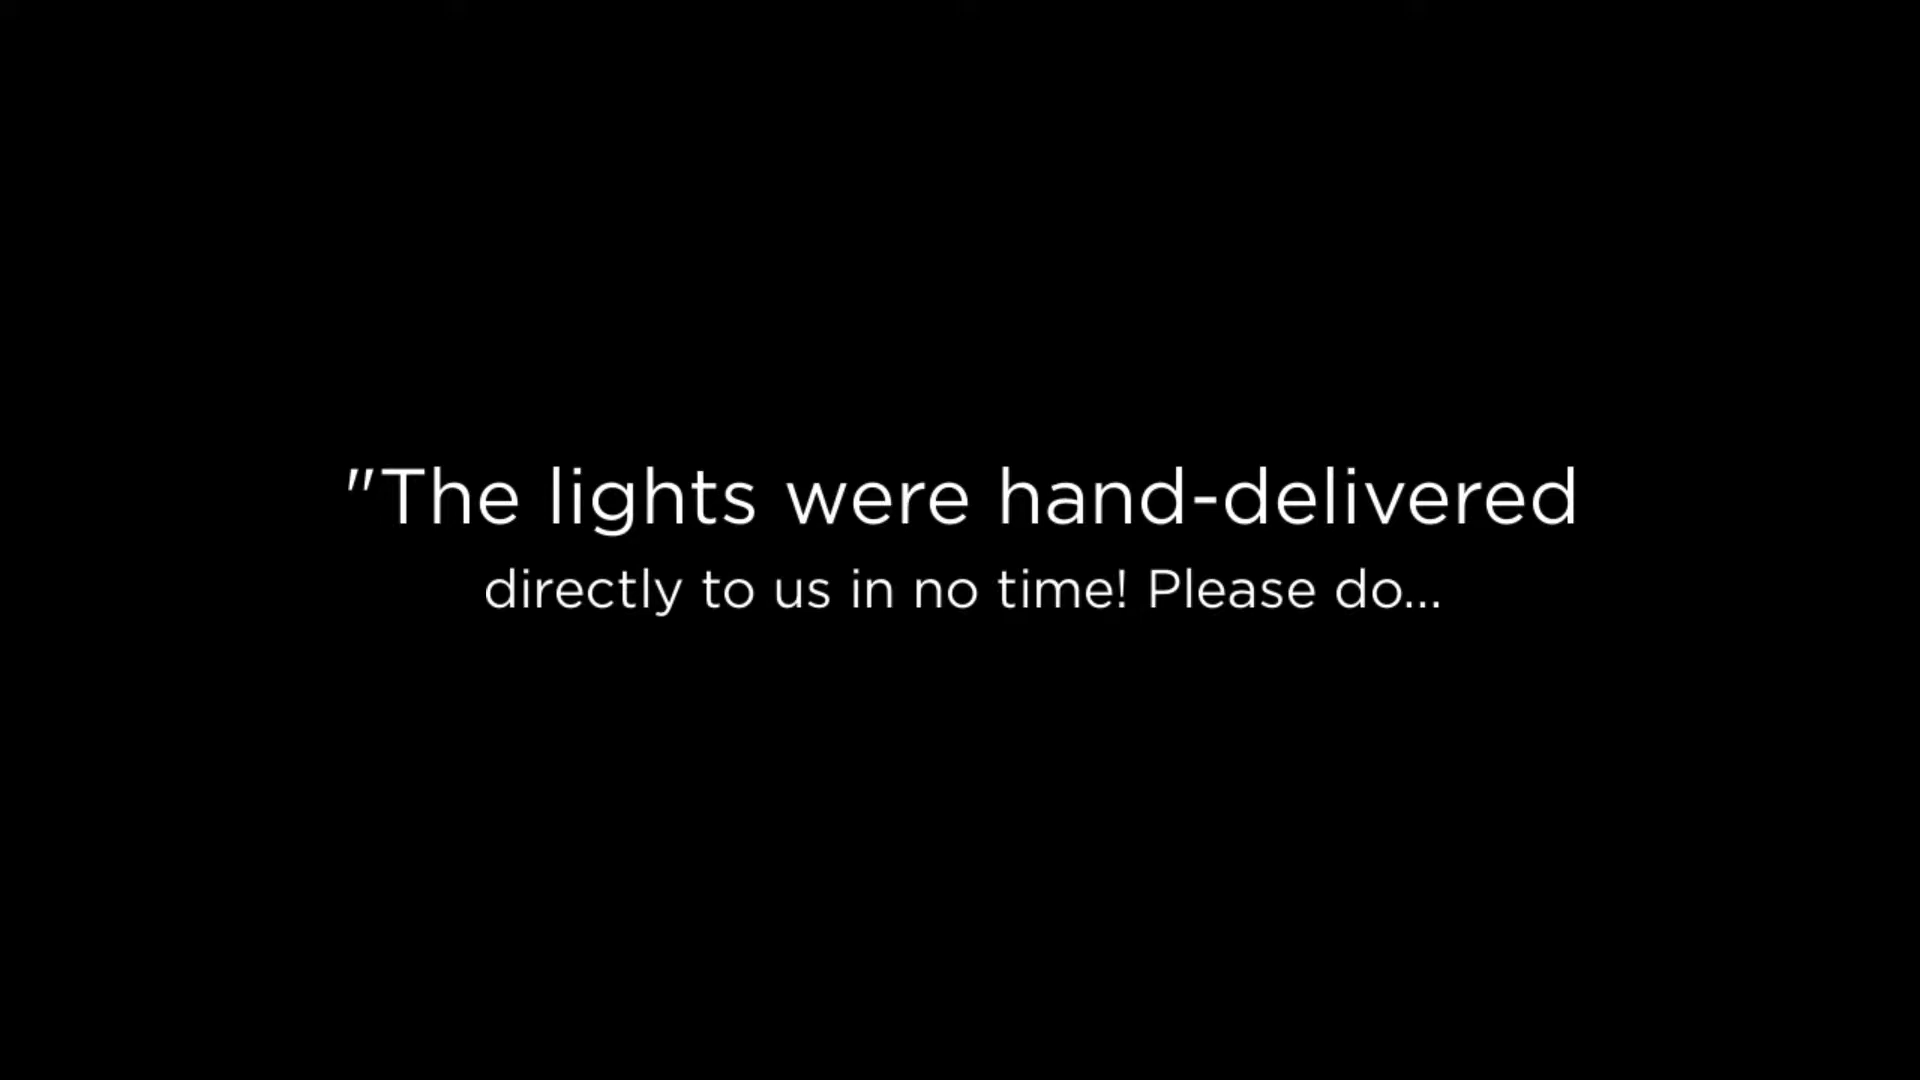 "The lights were hand-delivered
directly to us in no time! Please do...